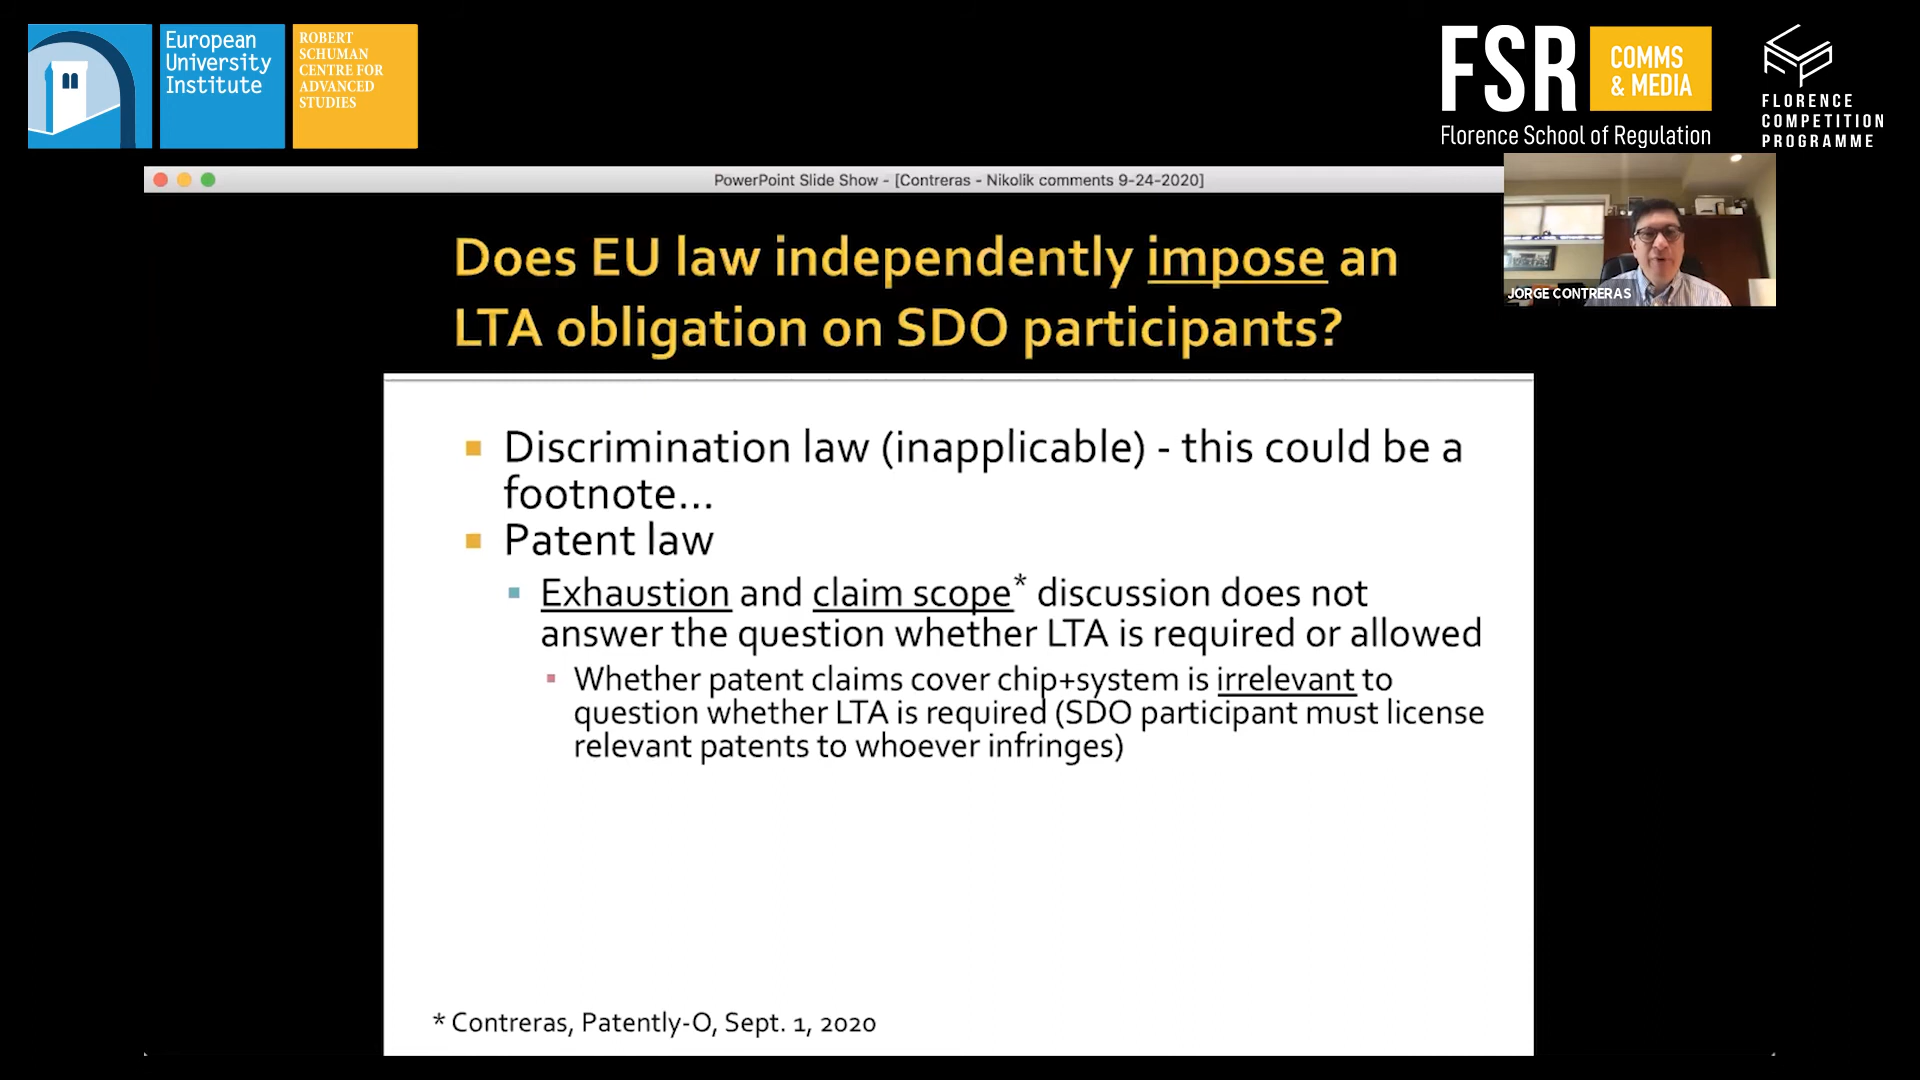 European
University
Institute
ROBERT
SCHUMAN
CENTRE FOR
ADVANCED
STUDIES
FSR
COMMS
& MEDIA
Florence School of Regulation
FLORENCE
COMPETITION
PROGRAMME
PowerPoint Slide Show - [Contreras - Nikolik comments 9-24-2020]
JORGE CONTRERAS
Does EU law independently impose an
LTA obligation on SDO participants?
Discrimination law (inapplicable) - this could be a
footnote...
Patent law
Exhaustion and claim scope* discussion does not
answer the question whether LTA is required or allowed
Whether patent claims cover chip+system is irrelevant to
question whether LTA is required (SDO participant must license
relevant patents to whoever infringes)
* Contreras, Patently-O, Sept. 1, 2020